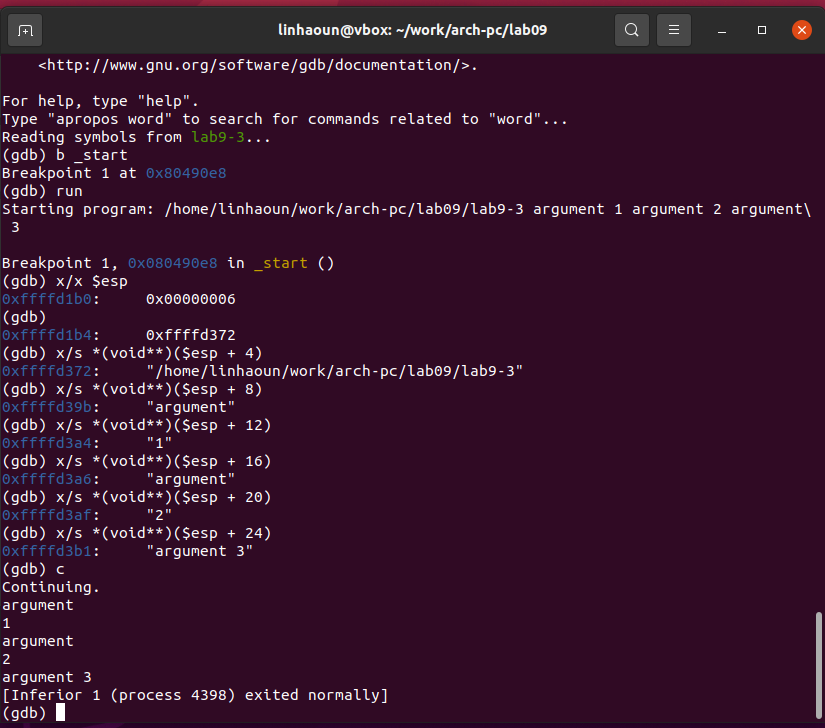 linhaoun@vbox: ~/work/arch-pc/lab09
<http://www.gnu.org/software/gdb/documentation/>.
For help, type "help".
Type "apropos word" to search for commands related to "word"...
Reading symbols from lab9-3...
(gdb) b _start
Breakpoint 1 at 0x80490e8
(gdb) run
Starting program: /home/linhaoun/work/arch-pc/lab09/lab9-3 argument 1 argument 2 argument\
3
Breakpoint 1, 0x080490e8 in _start ()
(gdb) x/x $esp
0xffffd1b0: 0x00000006
(gdb)
0xffffd1b4: 0xffffd372
(gdb) x/s *(void**)($esp + 4)
0xffffd372: "/home/linhaoun/work/arch-pc/lab09/lab9-3"
(gdb) x/s *(void**)($esp + 8)
0xffffd39b: "argument"
(gdb) x/s *(void**)($esp + 12)
0xffffd3a4: "1"
(gdb) x/s *(void**)($esp + 16)
0xffffd3a6: "argument"
(gdb) x/s *(void**)($esp + 20)
0xffffd3af: "2"
(gdb) x/s *(void**)($esp + 24)
0xffffd3b1: "argument 3"
(gdb) c
Continuing.
argument
1
argument
2
argument 3
[Inferior 1 (process 4398) exited normally]
(gdb)